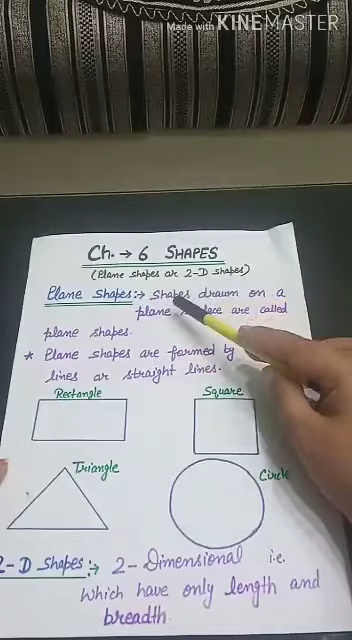 Made with KINEMASTER
Ch. → 6 SHAPES
(Plane shapes or 2-D shapes)
Plane Shapes:→ Shapes drawn on a
plane are called
plane shapes.
* Plane shapes are formed by
lines or straight lines.
Rectangle Square
Triangle Circle
2-D Shapes:→ 2-Dimensional i.e.
which have only length and
breadth.